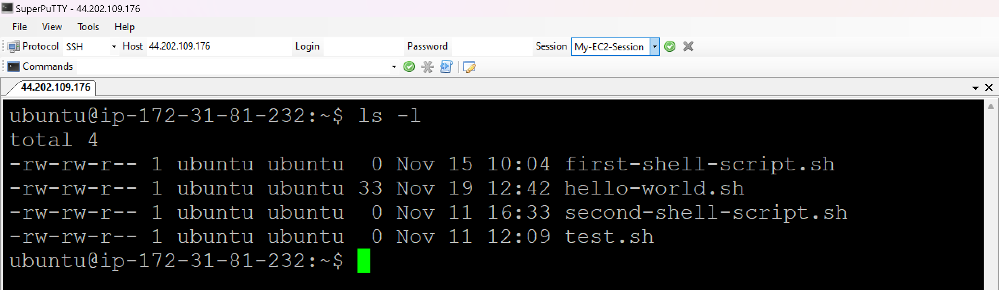 SuperPuTTY - 44.202.109.176
File View Tools Help
Protocol SSH Host 44.202.109.176 Login Password Session My-EC2-Session
Commands
44.202.109.176
ubuntu@ip-172-31-81-232:~$ ls -l
total 4
-rw-rw-r-- 1 ubuntu ubuntu  0 Nov 15 10:04 first-shell-script.sh
-rw-rw-r-- 1 ubuntu ubuntu 33 Nov 19 12:42 hello-world.sh
-rw-rw-r-- 1 ubuntu ubuntu  0 Nov 11 16:33 second-shell-script.sh
-rw-rw-r-- 1 ubuntu ubuntu  0 Nov 11 12:09 test.sh
ubuntu@ip-172-31-81-232:~$